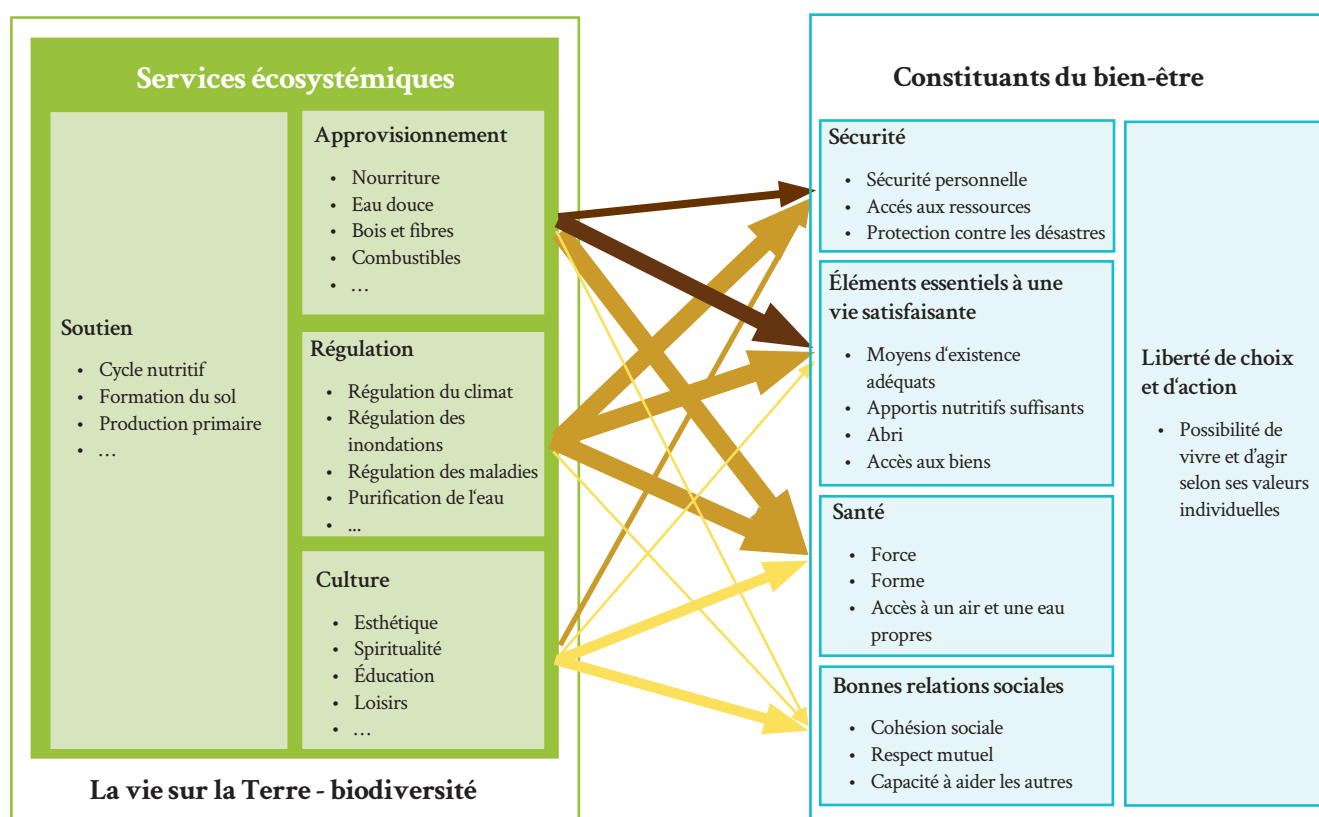 Services écosystémiques
Soutien
• Cycle nutritif
• Formation du sol
• Production primaire
• …
Approvisionnement
• Nourriture
• Eau douce
• Bois et fibres
• Combustibles
• …
Régulation
• Régulation du climat
• Régulation des
inondations
• Régulation des maladies
• Purification de l‘eau
• ...
Culture
• Esthétique
• Spiritualité
• Éducation
• Loisirs
• …
La vie sur la Terre - biodiversité
Constituants du bien-être
Sécurité
• Sécurité personnelle
• Accés aux ressources
• Protection contre les désastres
Éléments essentiels à une
vie satisfaisante
• Moyens d‘existence
adéquats
• Apportis nutritifs suffisants
• Abri
• Accès aux biens
Santé
• Force
• Forme
• Accès à un air et une eau
propres
Bonnes relations sociales
• Cohésion sociale
• Respect mutuel
• Capacité à aider les autres
Liberté de choix
et d‘action
• Possibilité de
vivre et d’agir
selon ses valeurs
individuelles